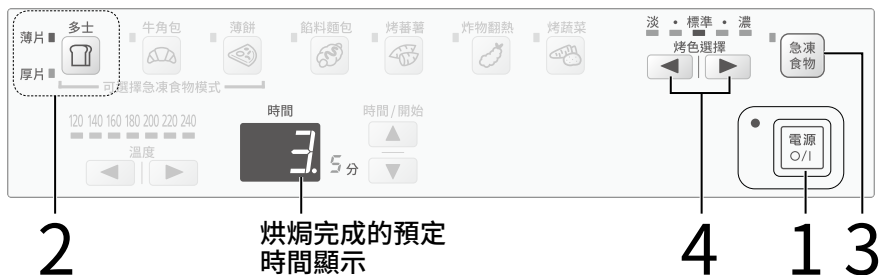 多士 牛角包 薄餅 餡料麵包 烤蕃薯 炸物翻熱 烤蔬菜
薄片
厚片
可選擇急凍食物模式
淡・標準・濃
烤色選擇
急凍
食物
120 140 160 180 200 220 240
溫度
時間
3.5分
時間/開始
電源
O/I
2
烘焗完成的預定
時間顯示
4
1
3